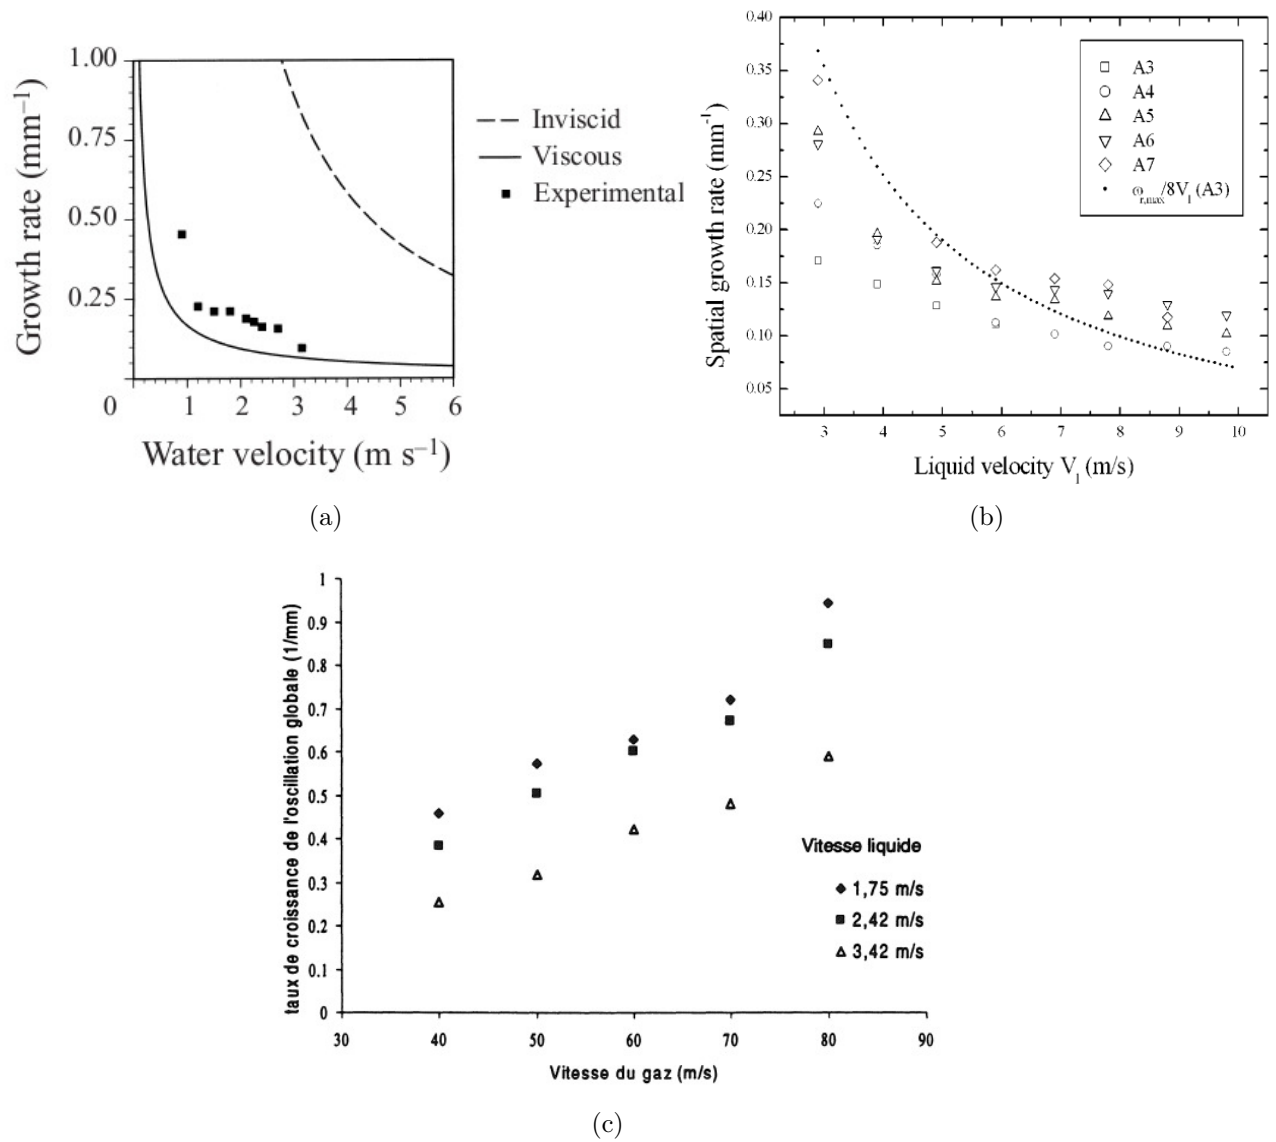 1.00
0.75
0.50
0.25
0
1
2
3
4
5
6
Growth rate (mm⁻¹)
Water velocity (m s⁻¹)
Inviscid
Viscous
Experimental
(a)
0.40
0.35
0.30
0.25
0.20
0.15
0.10
0.05
3
4
5
6
7
8
9
10
Spatial growth rate (mm⁻¹)
Liquid velocity V_l (m/s)
A3
A4
A5
A6
A7
ω_r,max/8V_l (A3)
(b)
1
0.9
0.8
0.7
0.6
0.5
0.4
0.3
0.2
0.1
0
30
40
50
60
70
80
90
taux de croissance de l'oscillation globale (1/mm)
Vitesse du gaz (m/s)
Vitesse liquide
1,75 m/s
2,42 m/s
3,42 m/s
(c)